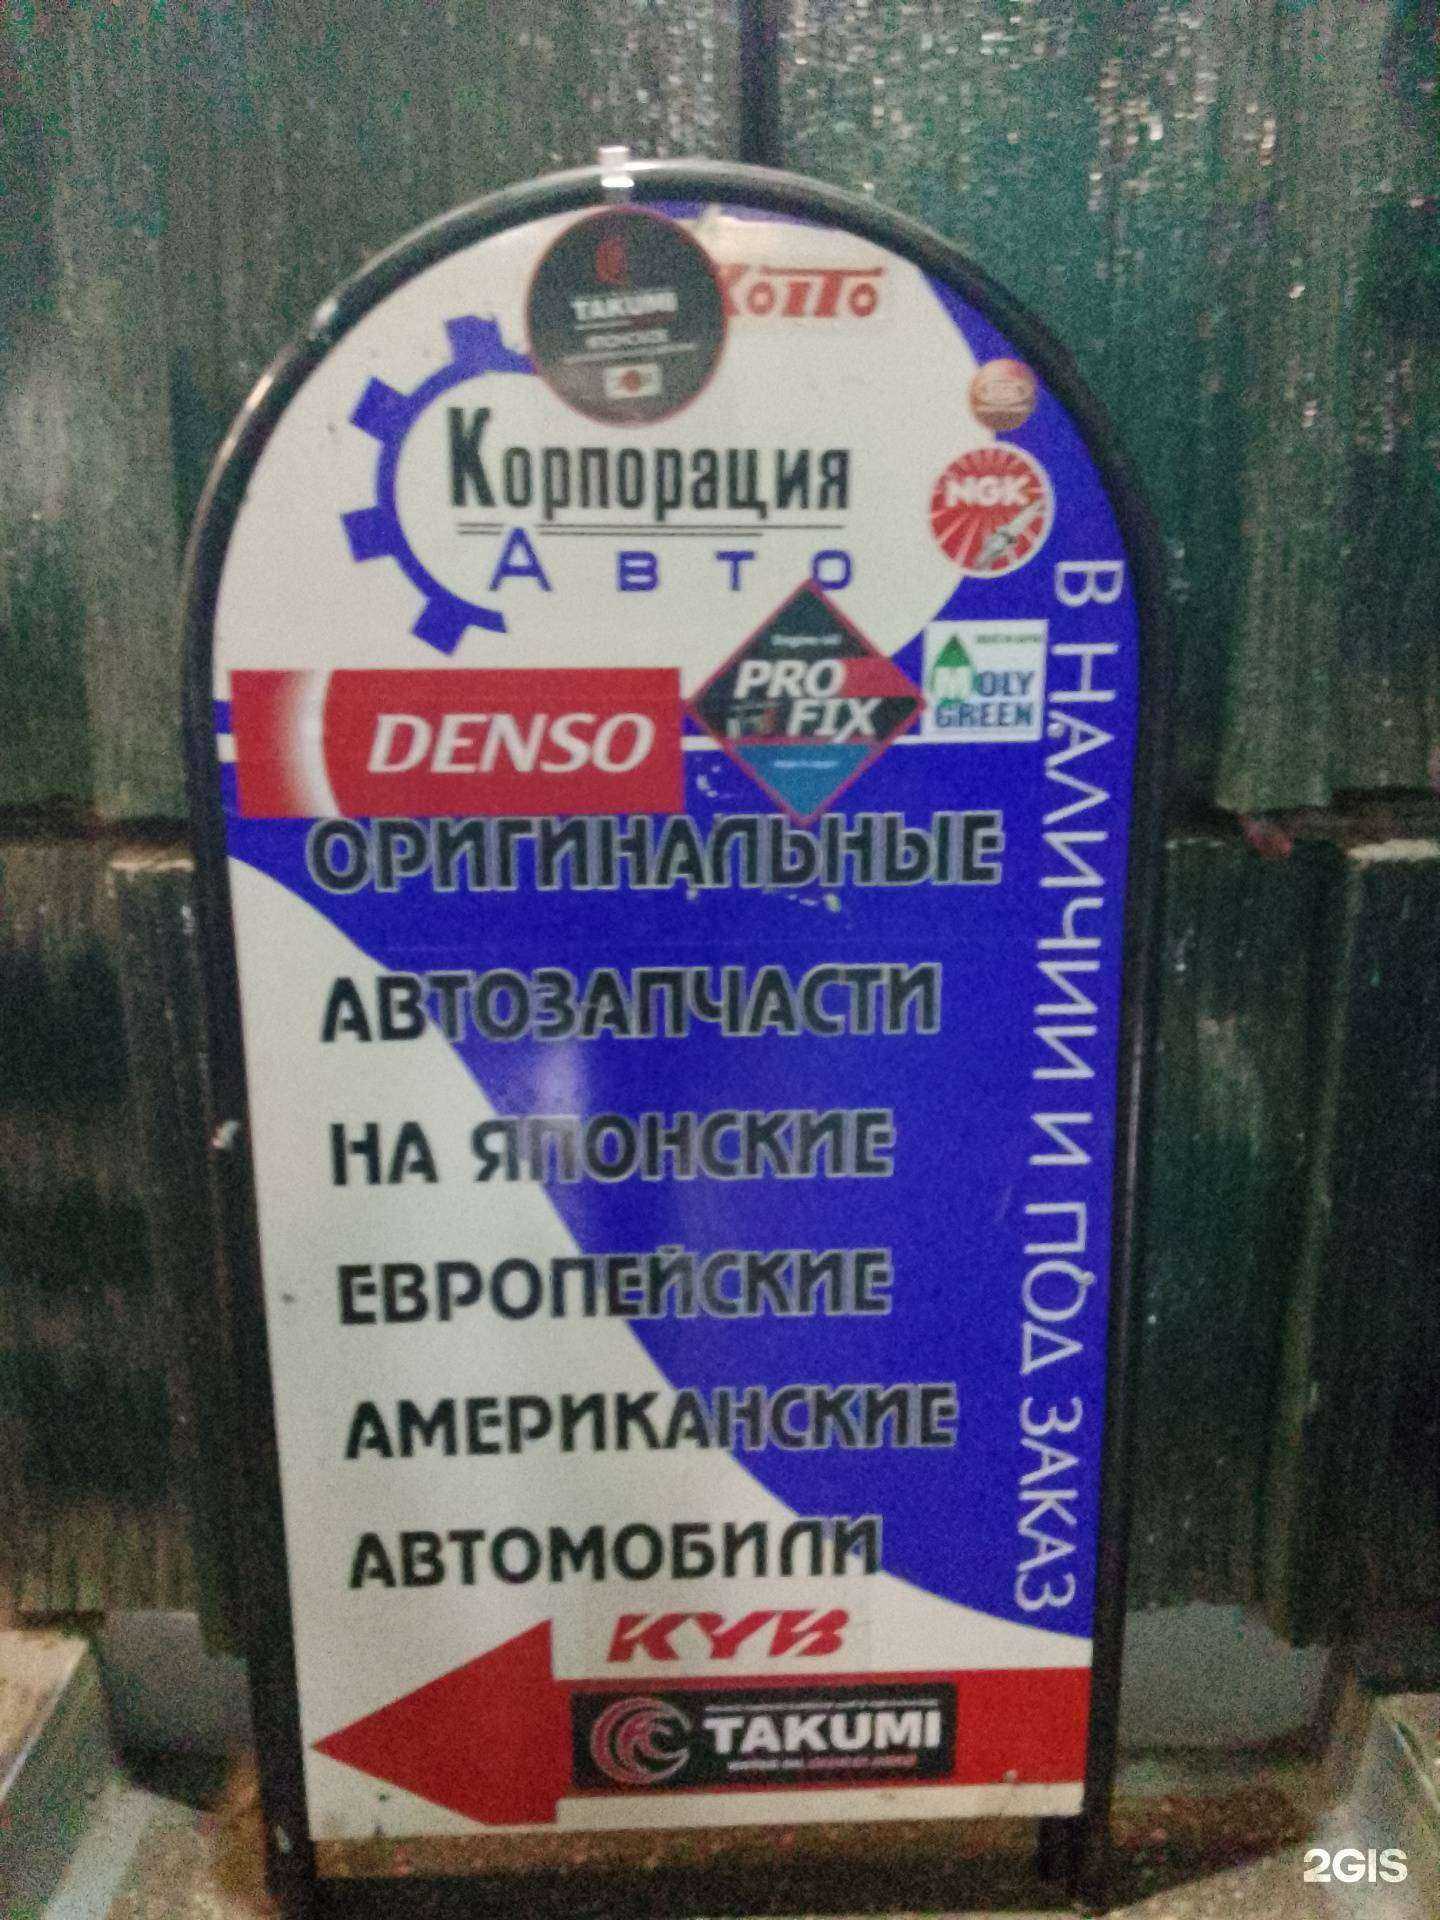 TAKUMI
KOITO
Корпорация
Авто
NGK
DENSO
PRO
FIX
MOLY
GREEN
ОРИГИНАЛЬНЫЕ
АВТОЗАПЧАСТИ
НА ЯПОНСКИЕ
ЕВРОПЕЙСКИЕ
АМЕРИКАНСКИЕ
АВТОМОБИЛИ
В НАЛИЧИИ И ПОД ЗАКАЗ
KYB
TAKUMI
2GIS